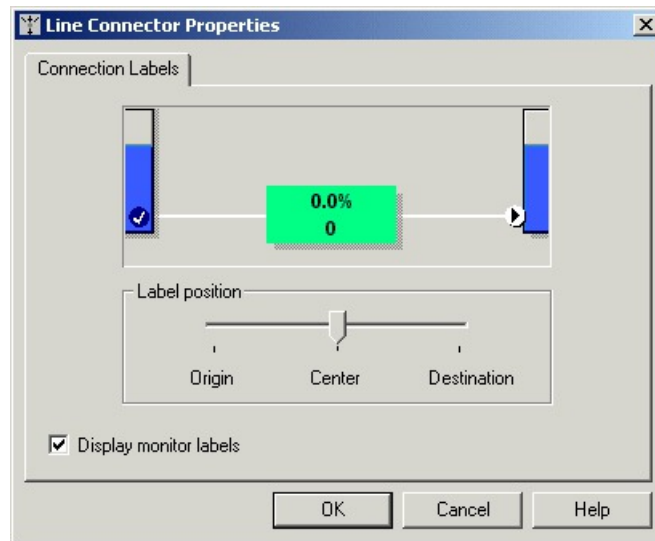 Line Connector Properties
Connection Labels
0.0%
0
Label position
Origin Center Destination
Display monitor labels
OK Cancel Help